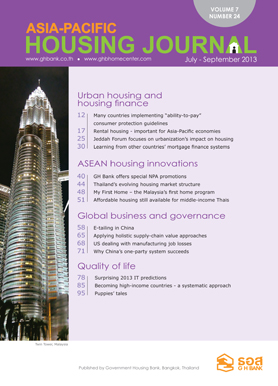 VOLUME 7
NUMBER 24
ASIA-PACIFIC
HOUSING JOURNAL
www.ghbank.co.th ● www.ghbhomecenter.com
July - September 2013
Urban housing and
housing finance
12 Many countries implementing "ability-to-pay"
consumer protection guidelines
17 Rental housing - important for Asia-Pacific economies
25 Jeddah Forum focuses on urbanization's impact on housing
30 Learning from other countries' mortgage finance systems
ASEAN housing innovations
40 GH Bank offers special NPA promotions
44 Thailand's evolving housing market structure
48 My First Home – the Malaysia's first home program
51 Affordable housing still available for middle-income Thais
Global business and governance
58 E-tailing in China
65 Applying holistic supply-chain value approaches
68 US dealing with manufacturing job losses
71 Why China's one-party system succeeds
Quality of life
78 Surprising 2013 IT predictions
85 Becoming high-income countries - a systematic approach
95 Puppies' tales
Twin Tower, Malaysia
Published by Government Housing Bank, Bangkok, Thailand
ธอส
G H BANK